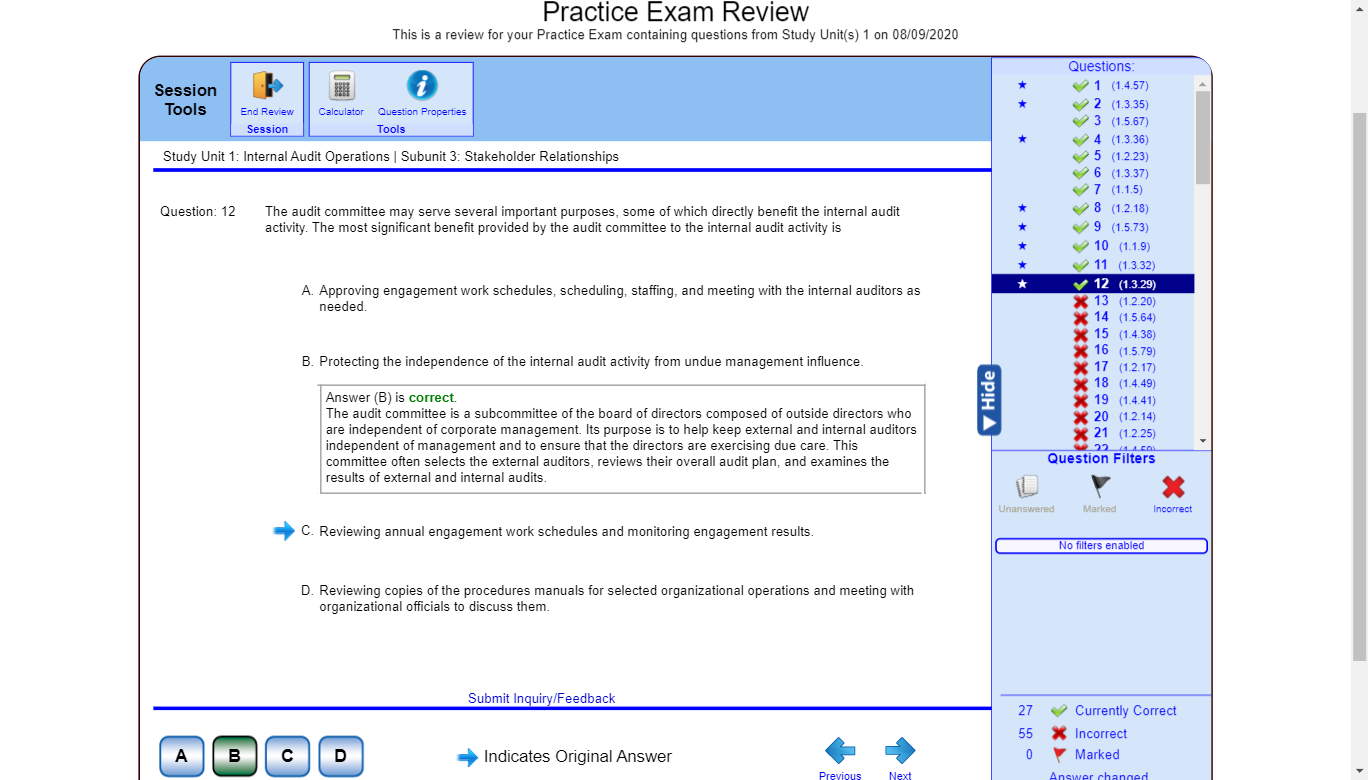 Practice Exam Review
This is a review for your Practice Exam containing questions from Study Unit(s) 1 on 08/09/2020
Session
Tools
End Review
Session
Calculator
Question Properties
Tools
Study Unit 1: Internal Audit Operations | Subunit 3: Stakeholder Relationships
Question: 12
The audit committee may serve several important purposes, some of which directly benefit the internal audit
activity. The most significant benefit provided by the audit committee to the internal audit activity is
A. Approving engagement work schedules, scheduling, staffing, and meeting with the internal auditors as
needed.
B. Protecting the independence of the internal audit activity from undue management influence.
Answer (B) is correct.
The audit committee is a subcommittee of the board of directors composed of outside directors who
are independent of corporate management. Its purpose is to help keep external and internal auditors
independent of management and to ensure that the directors are exercising due care. This
committee often selects the external auditors, reviews their overall audit plan, and examines the
results of external and internal audits.
C. Reviewing annual engagement work schedules and monitoring engagement results.
D. Reviewing copies of the procedures manuals for selected organizational operations and meeting with
organizational officials to discuss them.
Submit Inquiry/Feedback
A
B
C
D
Indicates Original Answer
Previous
Next
Hide
Questions:
1 (1.4.57)
2 (1.3.35)
3 (1.5.67)
4 (1.3.36)
5 (1.2.23)
6 (1.3.37)
7 (1.1.5)
8 (1.2.18)
9 (1.5.73)
10 (1.1.9)
11 (1.3.32)
12 (1.3.29)
13 (1.2.20)
14 (1.5.64)
15 (1.4.38)
16 (1.5.79)
17 (1.2.17)
18 (1.4.49)
19 (1.4.41)
20 (1.2.14)
21 (1.2.25)
22
Question Filters
Unanswered
Marked
Incorrect
No filters enabled
27 Currently Correct
55 Incorrect
0 Marked
Answer changed